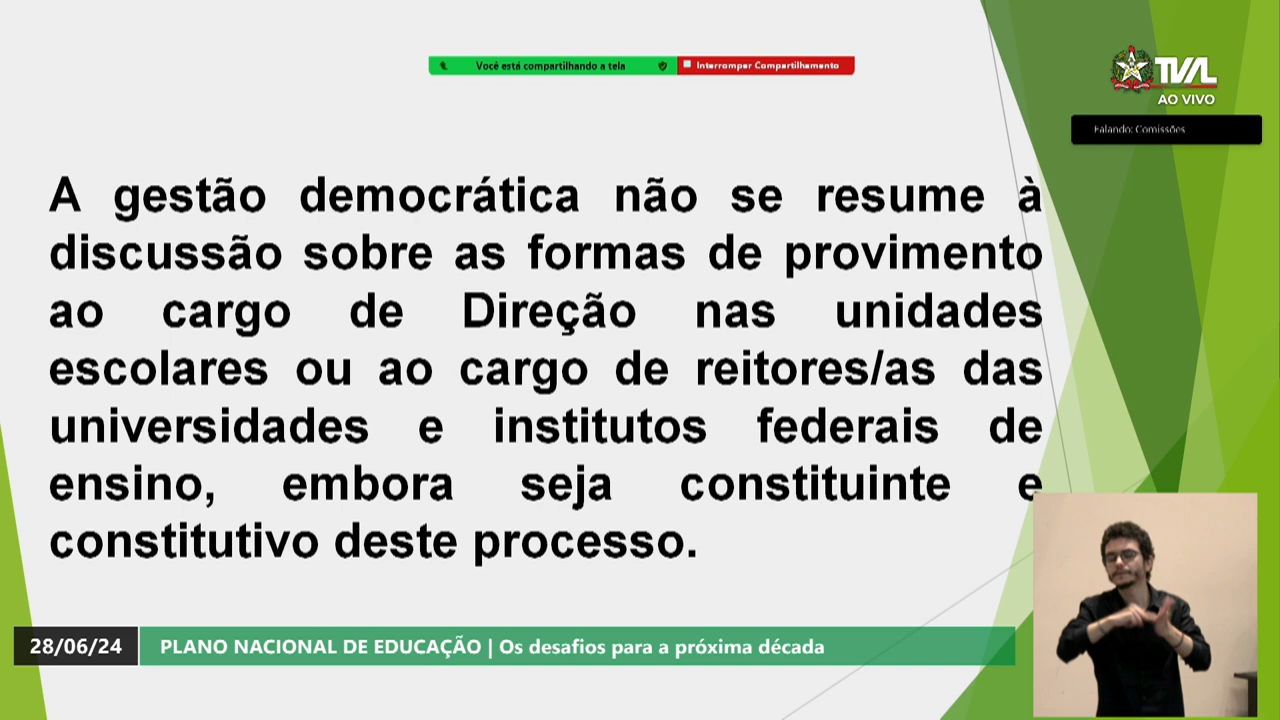 Você está compartilhando a tela
Interromper Compartilhamento
TVAL
AO VIVO
Falando: Comissões
A gestão democrática não se resume à
discussão sobre as formas de provimento
ao cargo de Direção nas unidades
escolares ou ao cargo de reitores/as das
universidades e institutos federais de
ensino, embora seja constituinte e
constitutivo deste processo.
28/06/24
PLANO NACIONAL DE EDUCAÇÃO | Os desafios para a próxima década